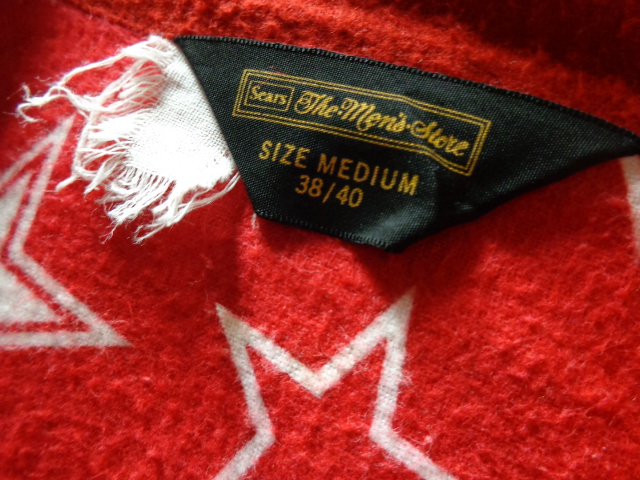 Sears The Men's Store
SIZE MEDIUM
38/40